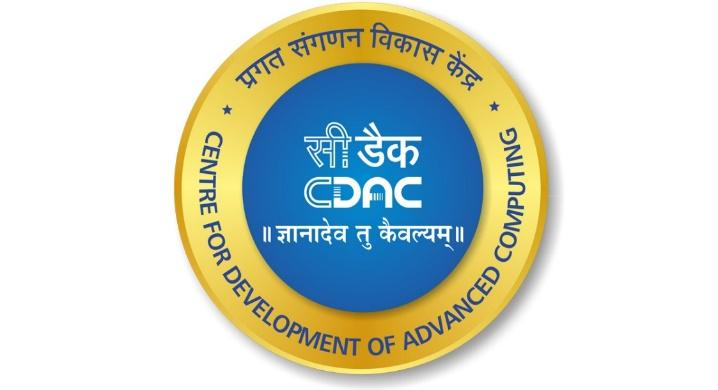 प्रगत संगणन विकास केंद्र
सी डैक
CDAC
॥ ज्ञानादेव तु कैवल्यम् ॥
CENTRE FOR DEVELOPMENT OF ADVANCED COMPUTING